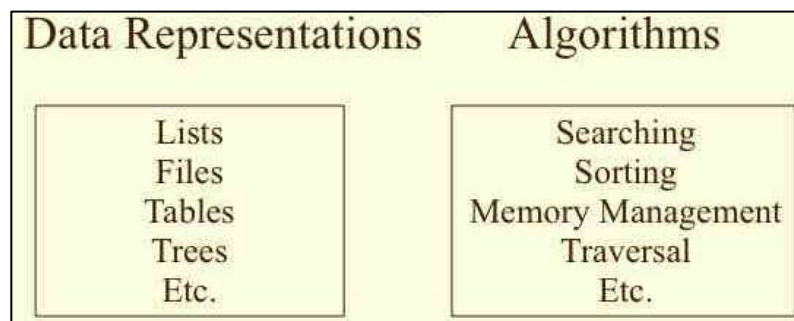 Data Representations
Algorithms
Lists
Files
Tables
Trees
Etc.
Searching
Sorting
Memory Management
Traversal
Etc.